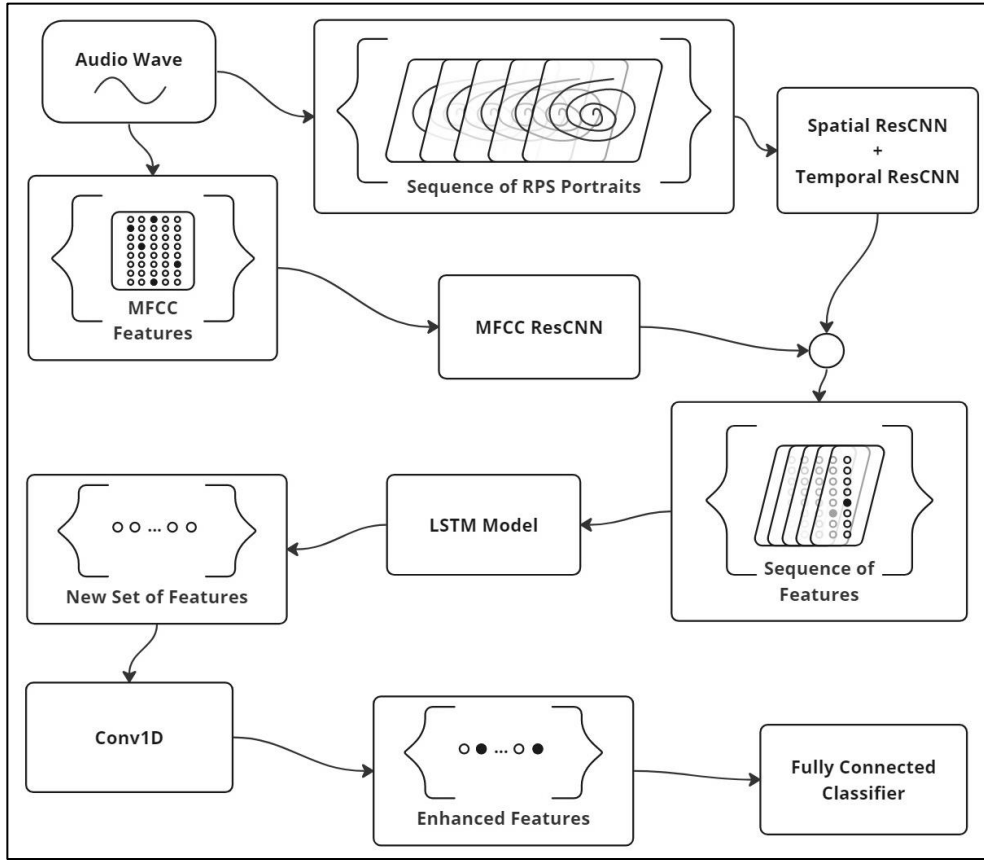 Audio Wave
Sequence of RPS Portraits
Spatial ResCNN
+
Temporal ResCNN
MFCC
Features
MFCC ResCNN
Sequence of
Features
LSTM Model
... 
New Set of Features
Conv1D
...
Enhanced Features
Fully Connected
Classifier